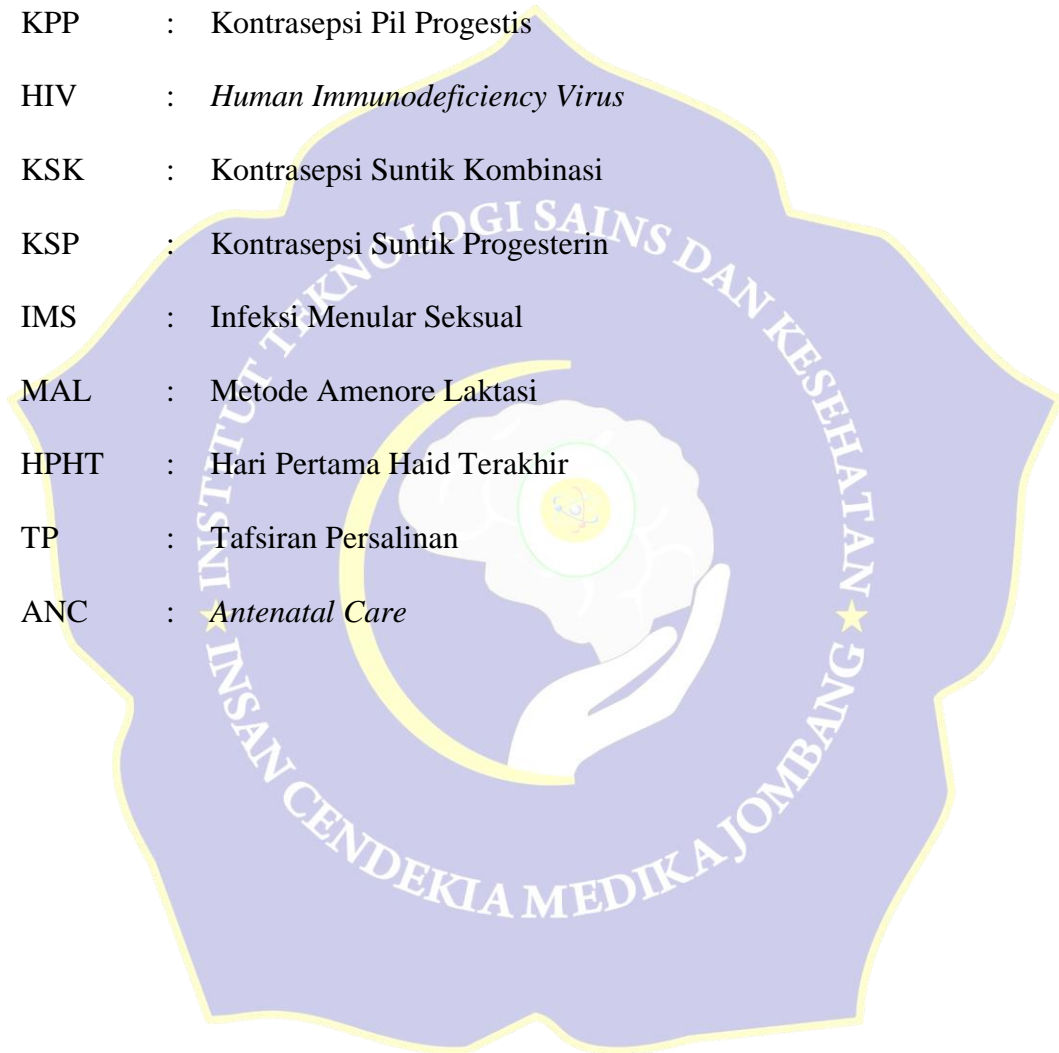 KPP : Kontrasepsi Pil Progestis
HIV : Human Immunodeficiency Virus
KSK : Kontrasepsi Suntik Kombinasi
KSP : Kontrasepsi Suntik Progesterin
IMS : Infeksi Menular Seksual
MAL : Metode Amenore Laktasi
HPHT : Hari Pertama Haid Terakhir
TP : Tafsiran Persalinan
ANC : Antenatal Care
INSTITUT TEKNOLOGI SAINS DAN KESEHATAN
INSAN CENDEKIA MEDIKA JOMBANG